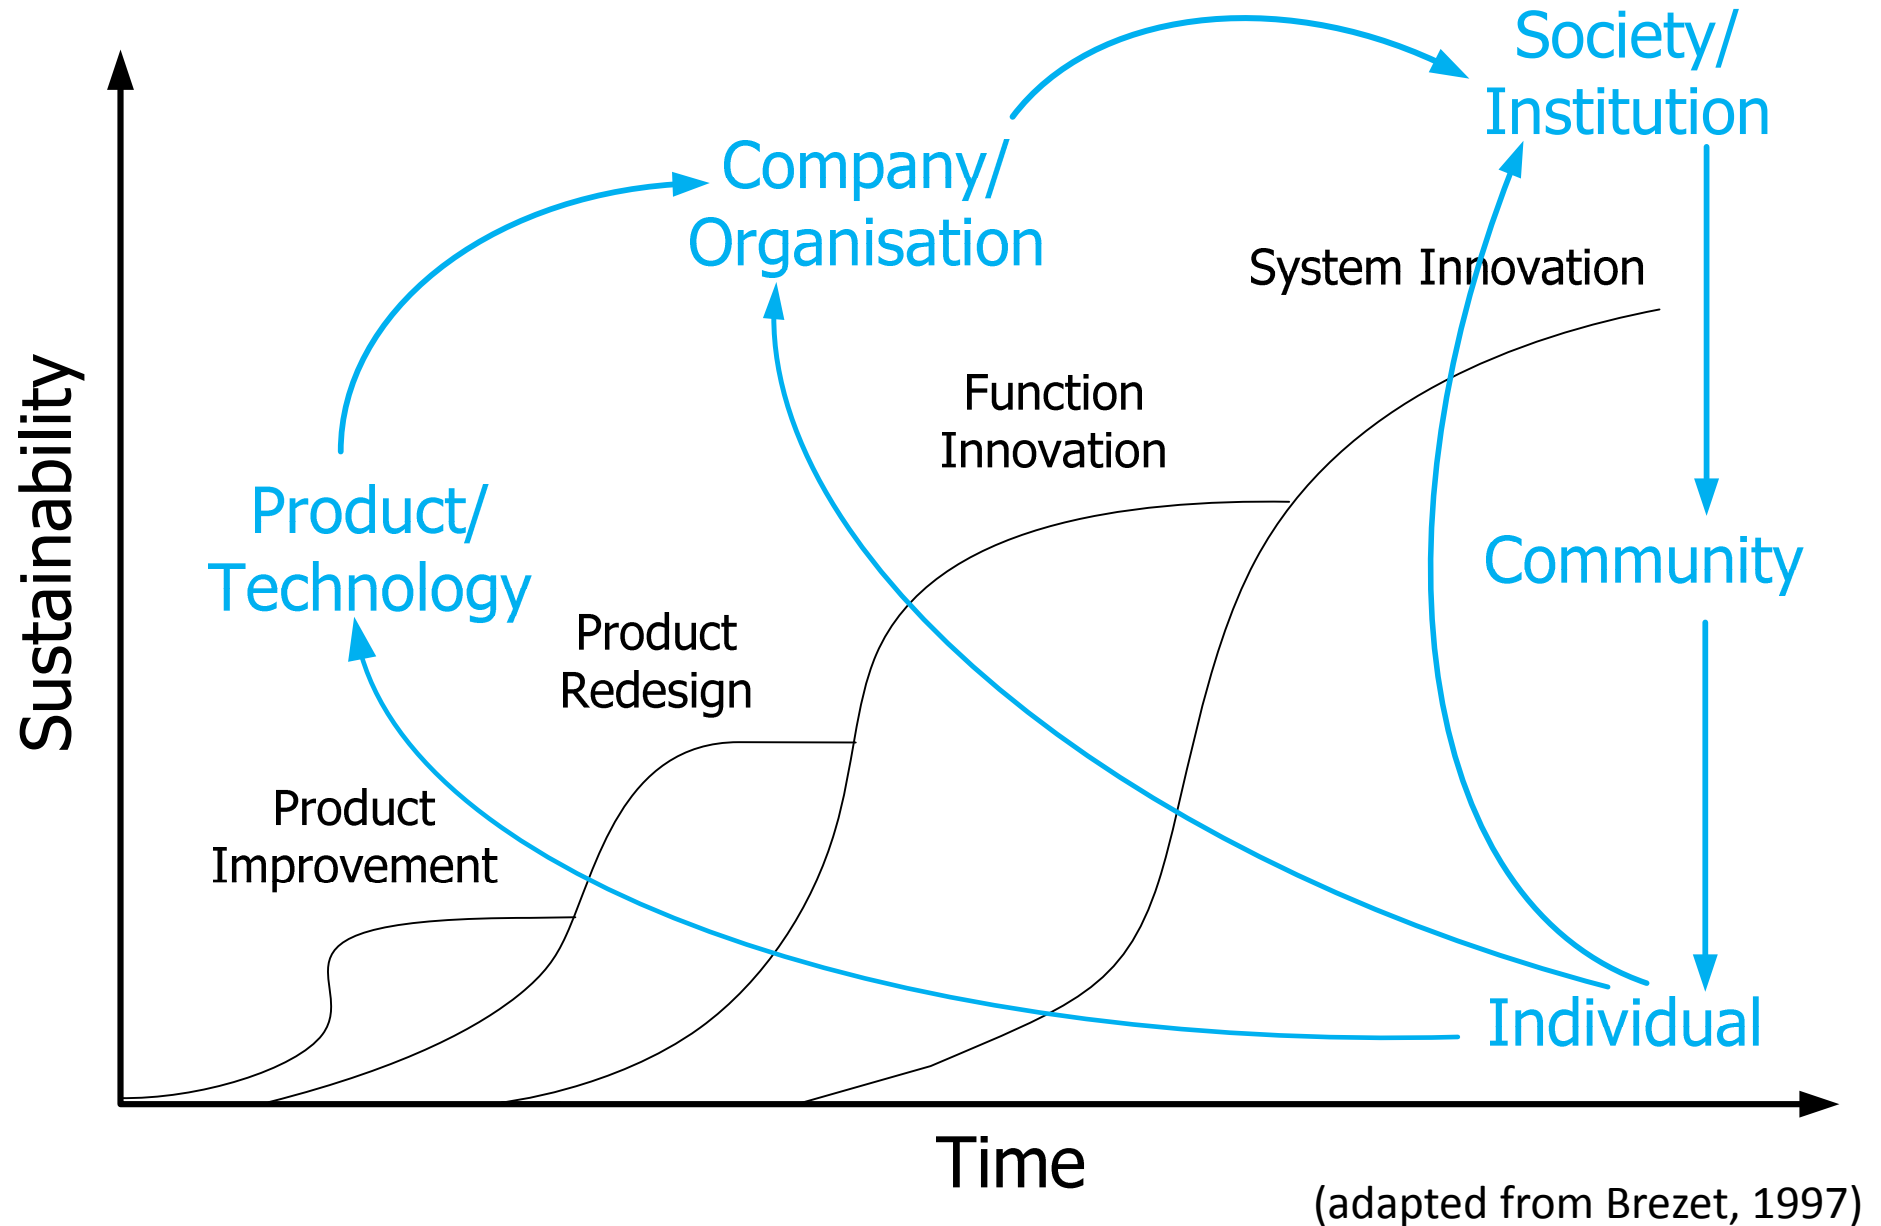 Society/
Institution
Company/
Organisation
System Innovation
Function
Innovation
Sustainability
Product/
Technology
Community
Product
Redesign
Product
Improvement
Individual
Time
(adapted from Brezet, 1997)